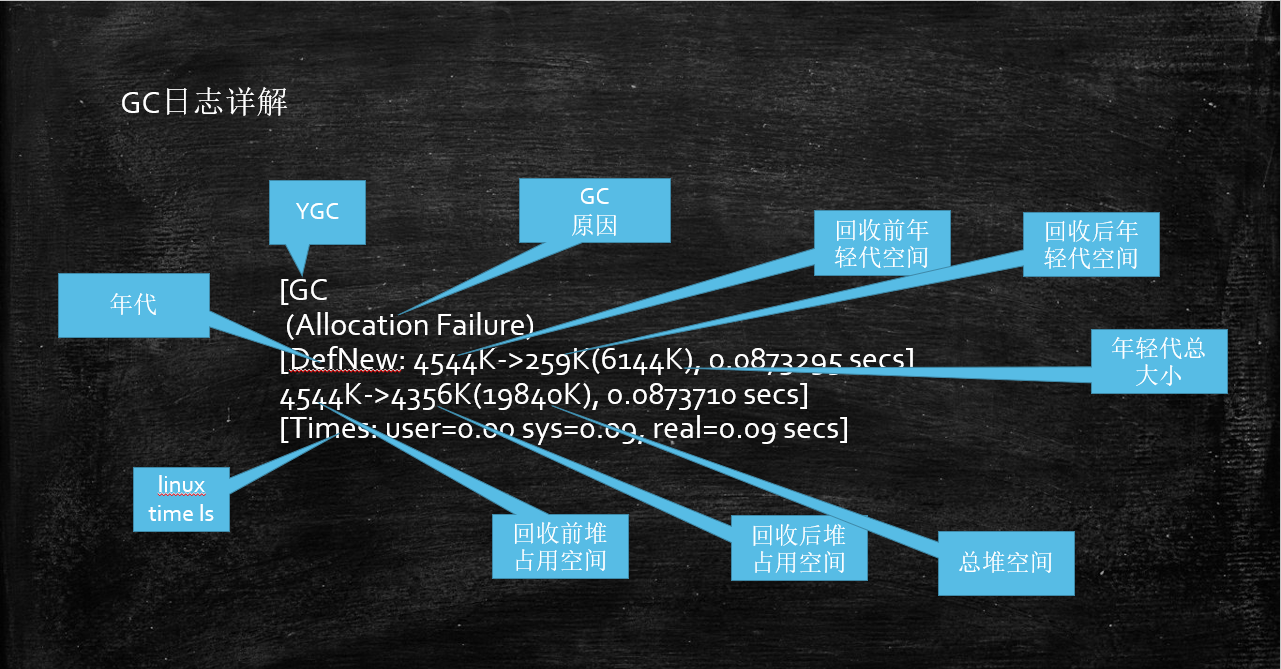 GC日志详解
YGC
GC
原因
回收前年
轻代空间
回收后年
轻代空间
年代
[GC
(Allocation Failure)
[DefNew: 4544K->259K(6144K), 0.0873295 secs]
4544K->4356K(19840K), 0.0873710 secs]
[Times: user=0.00 sys=0.09, real=0.09 secs]
年轻代总
大小
linux
time ls
回收前堆
占用空间
回收后堆
占用空间
总堆空间